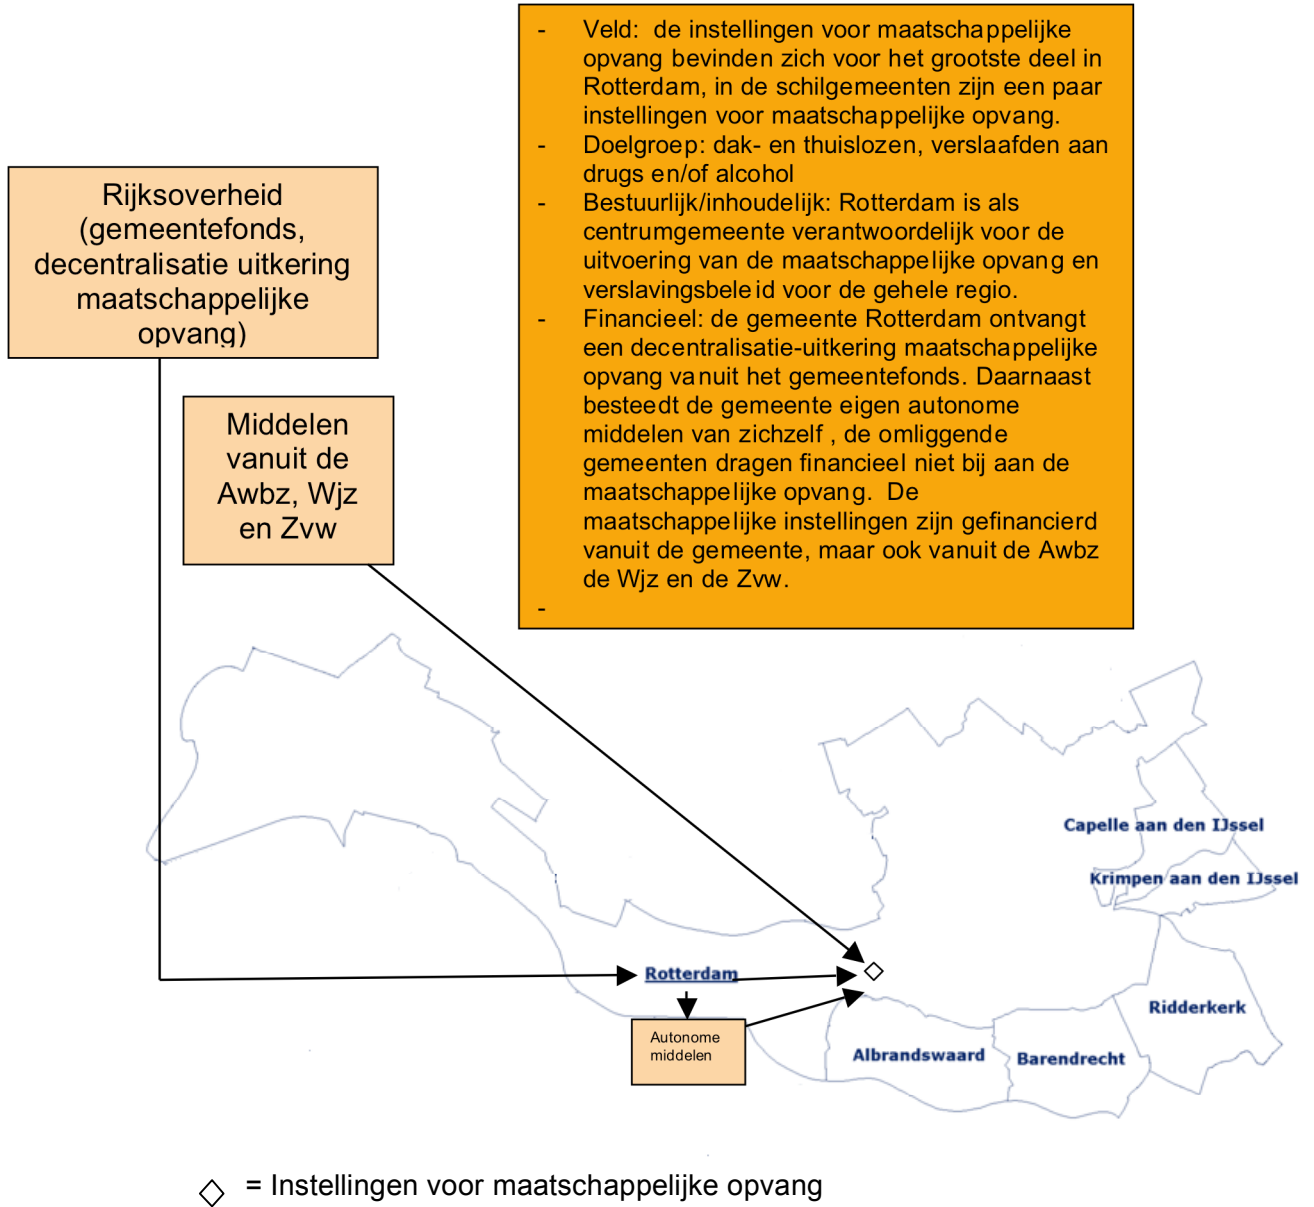 - Veld: de instellingen voor maatschappelijke
opvang bevinden zich voor het grootste deel in
Rotterdam, in de schilgemeenten zijn een paar
instellingen voor maatschappelijke opvang.
- Doelgroep: dak- en thuislozen, verslaafden aan
drugs en/of alcohol
- Bestuurlijk/inhoudelijk: Rotterdam is als
centrumgemeente verantwoordelijk voor de
uitvoering van de maatschappelijke opvang en
verslavingsbeleid voor de gehele regio.
- Financieel: de gemeente Rotterdam ontvangt
een decentralisatie-uitkering maatschappelijke
opvang vanuit het gemeentefonds. Daarnaast
besteedt de gemeente eigen autonome
middelen van zichzelf , de omliggende
gemeenten dragen financieel niet bij aan de
maatschappelijke opvang. De
maatschappelijke instellingen zijn gefinancierd
vanuit de gemeente, maar ook vanuit de Awbz
de Wjz en de Zvw.
-
Rijksoverheid
(gemeentefonds,
decentralisatie uitkering
maatschappelijke
opvang)
Middelen
vanuit de
Awbz, Wjz
en Zvw
Capelle aan den IJssel
Krimpen aan den IJssel
Rotterdam
Ridderkerk
Autonome
middelen
Albrandswaard
Barendrecht
= Instellingen voor maatschappelijke opvang